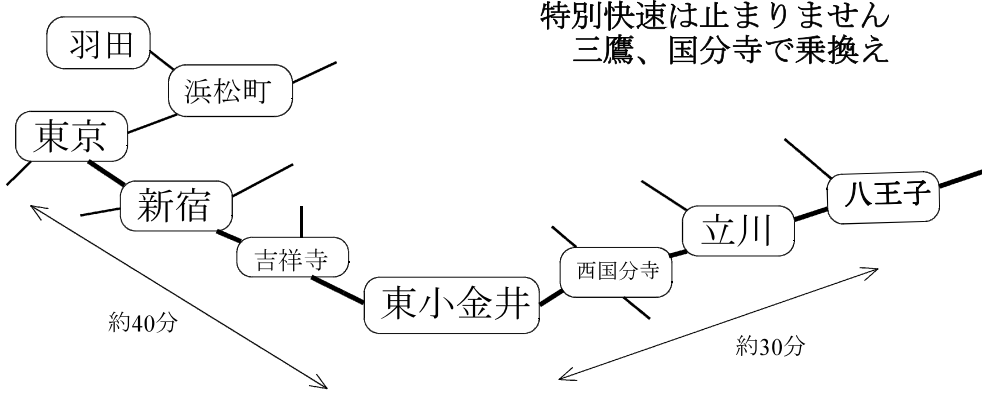 特別快速は止まりません
三鷹、国分寺で乗換え
羽田
浜松町
東京
新宿
吉祥寺
東小金井
西国分寺
立川
八王子
約40分
約30分